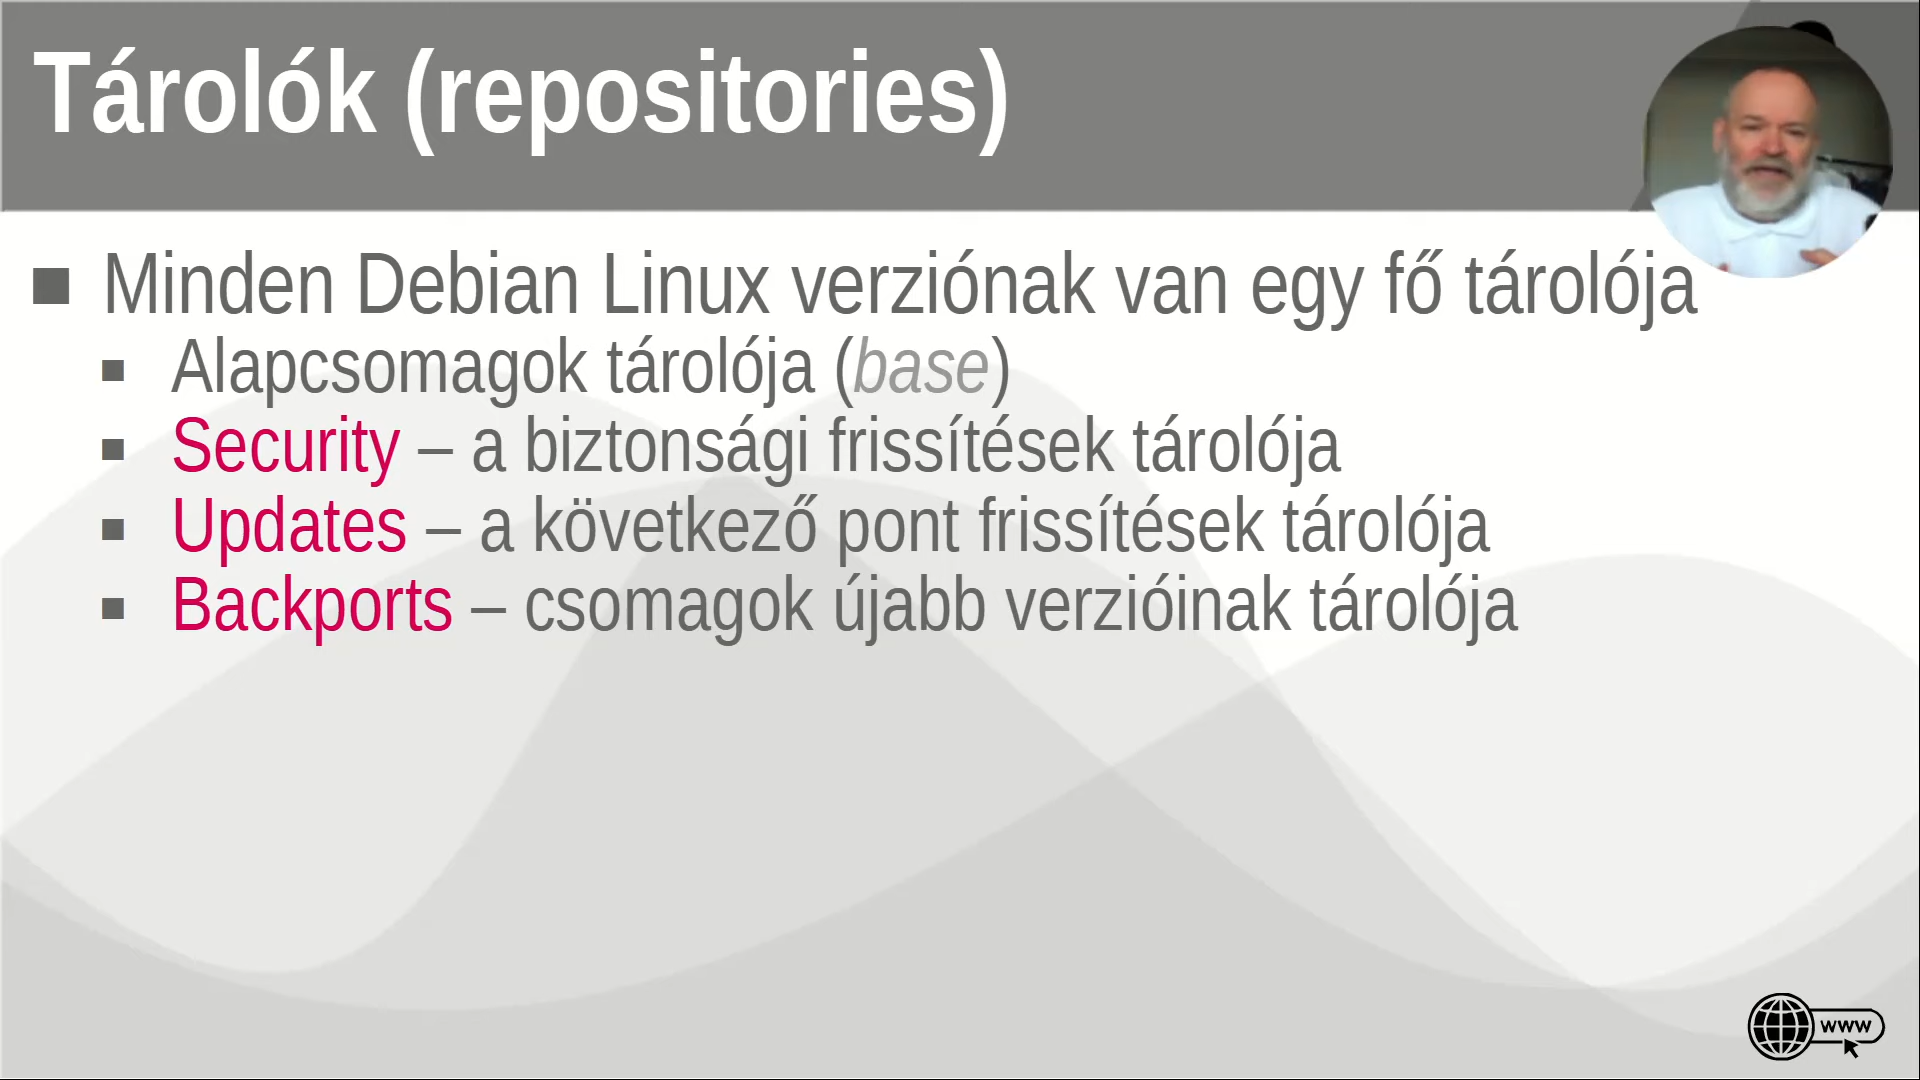 Tárolók (repositories)
■ Minden Debian Linux verziónak van egy fő tárolója
■ Alapcsomagok tárolója (base)
■ Security – a biztonsági frissítések tárolója
■ Updates – a következő pont frissítések tárolója
■ Backports – csomagok újabb verzióinak tárolója
www